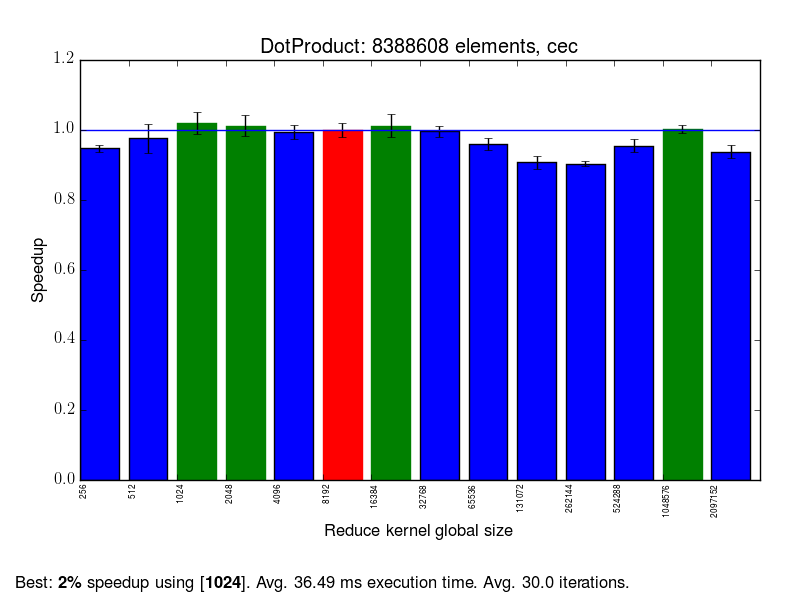 DotProduct: 8388608 elements, cec
1.2
1.0
0.8
0.6
0.4
0.2
0.0
Speedup
256 512 1024 2048 4096 8192 16384 32768 65536 131072 262144 524288 1048576 2097152
Reduce kernel global size
Best: 2% speedup using [1024]. Avg. 36.49 ms execution time. Avg. 30.0 iterations.